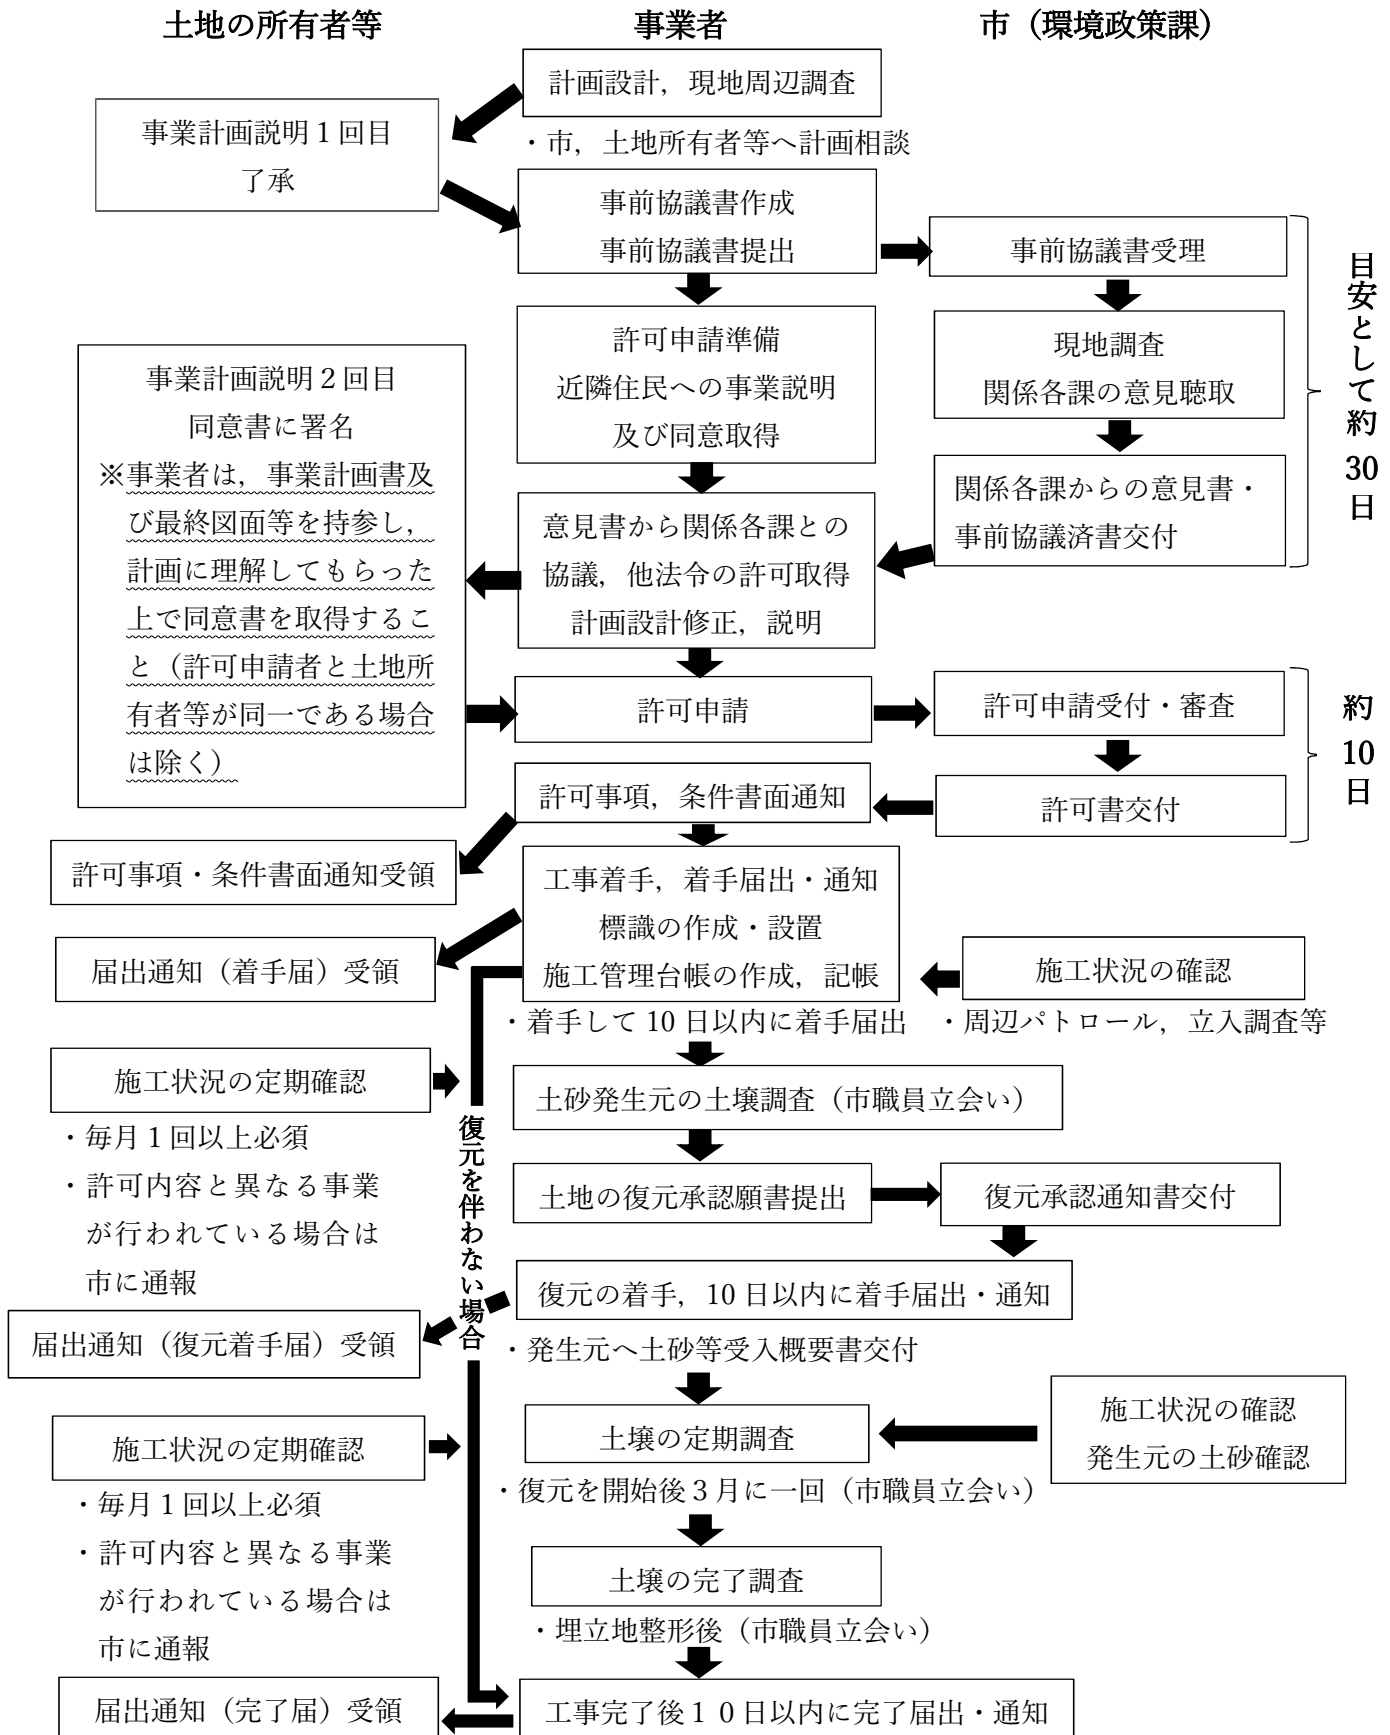 土地の所有者等
事業者
市（環境政策課）
計画設計，現地周辺調査
・市，土地所有者等へ計画相談
事業計画説明１回目
了承
事前協議書作成
事前協議書提出
事前協議書受理
許可申請準備
近隣住民への事業説明
及び同意取得
現地調査
関係各課の意見聴取
関係各課からの意見書・
事前協議済書交付
目安として約30日
事業計画説明２回目
同意書に署名
※事業者は，事業計画書及
び最終図面等を持参し，
計画に理解してもらった
上で同意書を取得するこ
と（許可申請者と土地所
有者等が同一である場合
は除く）
意見書から関係各課との
協議，他法令の許可取得
計画設計修正，説明
許可申請
許可申請受付・審査
許可書交付
約10日
許可事項，条件書面通知
許可事項・条件書面通知受領
工事着手，着手届出・通知
標識の作成・設置
施工管理台帳の作成，記帳
・着手して 10 日以内に着手届出
届出通知（着手届）受領
施工状況の確認
・周辺パトロール，立入調査等
施工状況の定期確認
・毎月１回以上必須
・許可内容と異なる事業
が行われている場合は
市に通報
復元を伴わない場合
土砂発生元の土壌調査（市職員立会い）
土地の復元承認願書提出
復元承認通知書交付
復元の着手，10 日以内に着手届出・通知
・発生元へ土砂等受入概要書交付
届出通知（復元着手届）受領
土壌の定期調査
・復元を開始後３月に一回（市職員立会い）
施工状況の確認
発生元の土砂確認
施工状況の定期確認
・毎月１回以上必須
・許可内容と異なる事業
が行われている場合は
市に通報
土壌の完了調査
・埋立地整形後（市職員立会い）
工事完了後１０日以内に完了届出・通知
届出通知（完了届）受領